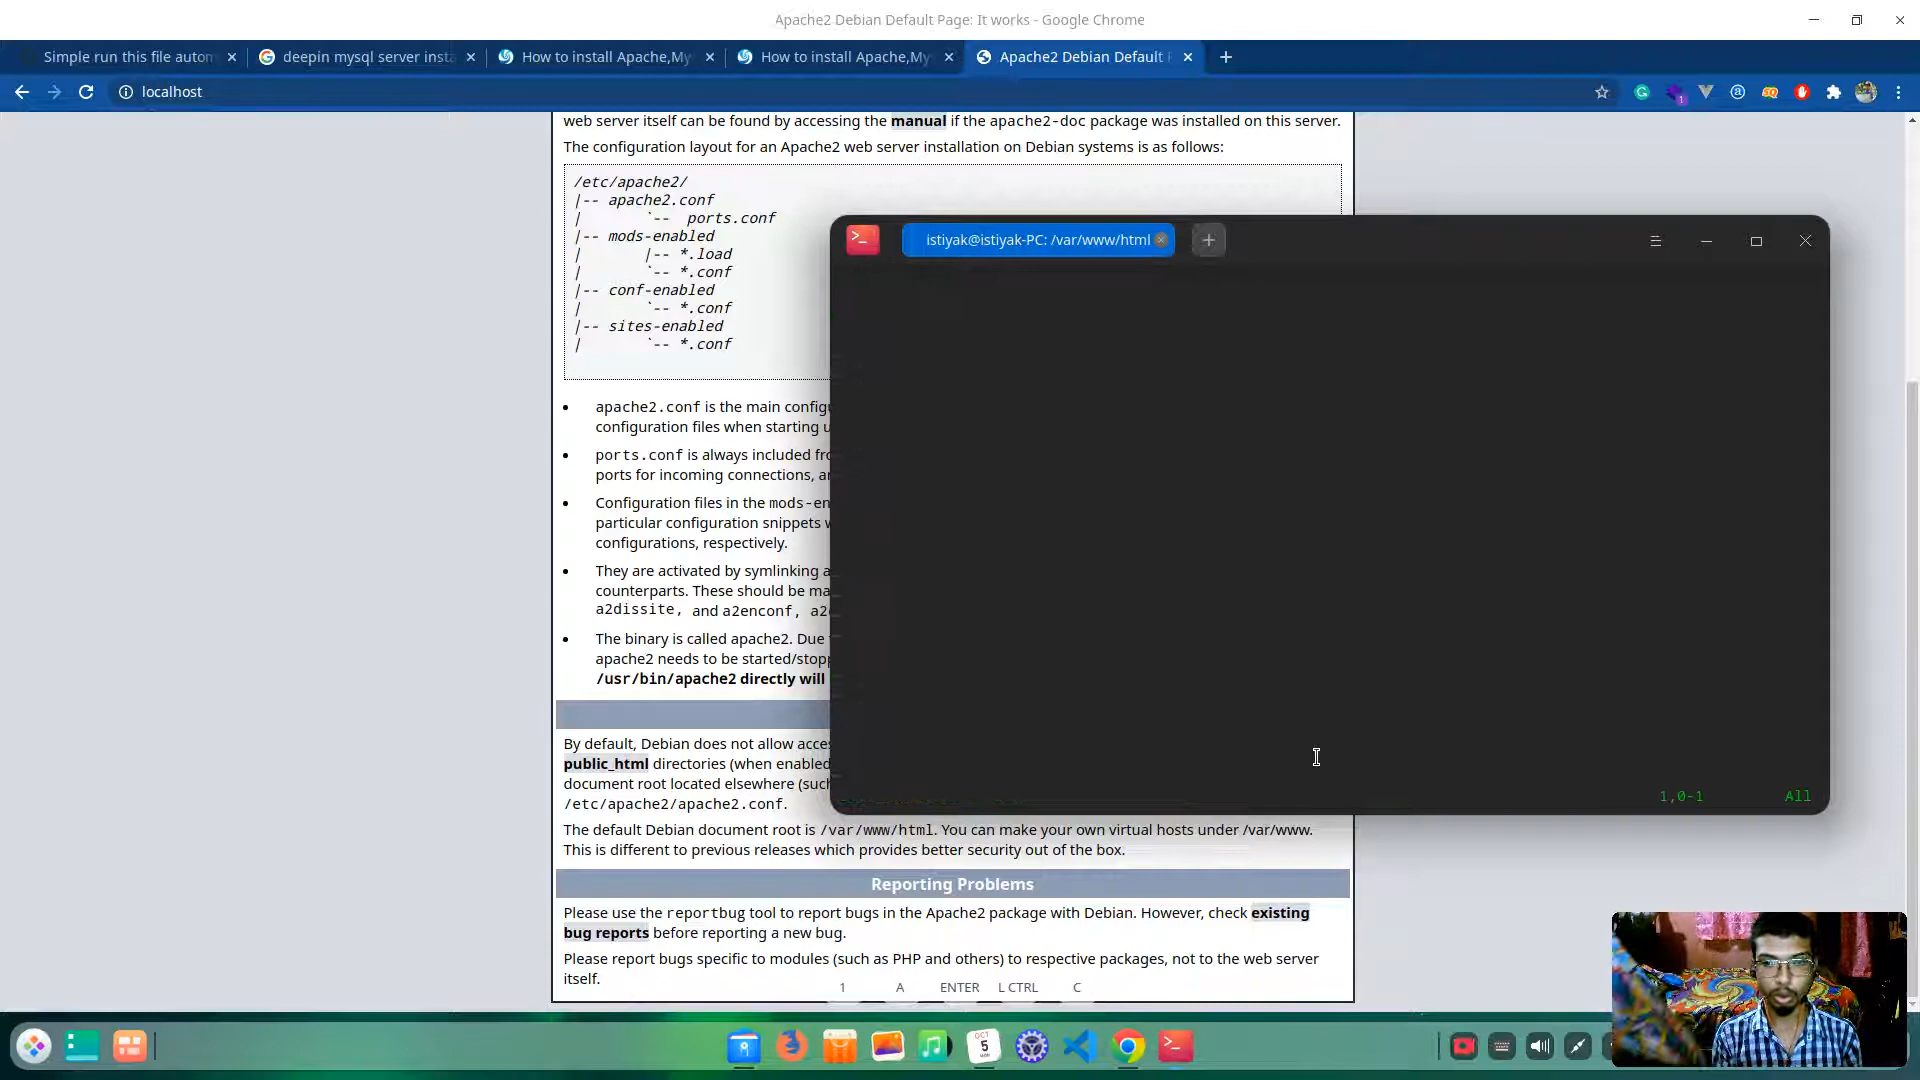 Apache2 Debian Default Page: It works - Google Chrome
Simple run this file autom
deepin mysql server insta
How to install Apache,My
How to install Apache,My
Apache2 Debian Default
localhost
web server itself can be found by accessing the manual if the apache2-doc package was installed on this server.
The configuration layout for an Apache2 web server installation on Debian systems is as follows:
/etc/apache2/
|-- apache2.conf
|       `--  ports.conf
|-- mods-enabled
|       |-- *.load
|       `-- *.conf
|-- conf-enabled
|       `-- *.conf
|-- sites-enabled
|       `-- *.conf
istiyak@istiyak-PC: /var/www/html
apache2.conf is the main config
configuration files when starting
ports.conf is always included
ports for incoming connections,
Configuration files in the mods-en
particular configuration snippets
configurations, respectively.
They are activated by symlinking
counterparts. These should be ma
a2dissite, and a2enconf,
The binary is called apache2. Due
apache2 needs to be started/stopp
/usr/bin/apache2 directly will
By default, Debian does not allow acce
public_html directories (when enabled
document root located elsewhere (suc
/etc/apache2/apache2.conf.
1,0-1 All
The default Debian document root is /var/www/html. You can make your own virtual hosts under /var/www.
This is different to previous releases which provides better security out of the box.
Reporting Problems
Please use the reportbug tool to report bugs in the Apache2 package with Debian. However, check existing
bug reports before reporting a new bug.
Please report bugs specific to modules (such as PHP and others) to respective packages, not to the web server
itself.
1 A ENTER L CTRL C
OCT
5